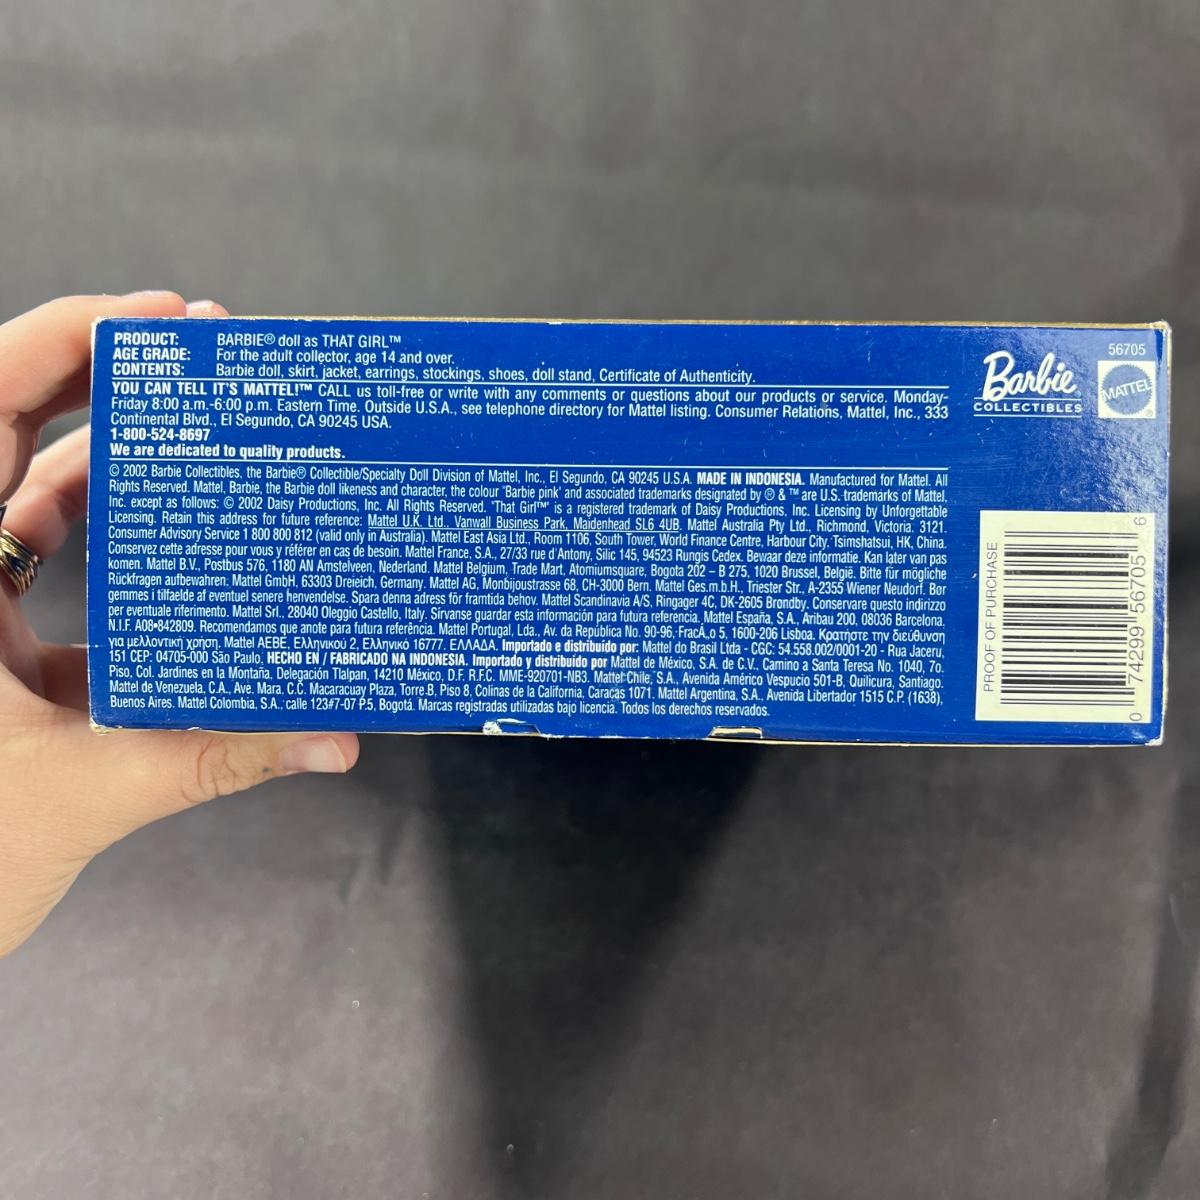 PRODUCT: BARBIE® doll as THAT GIRL™
AGE GRADE: For the adult collector, age 14 and over.
CONTENTS: Barbie doll, skirt, jacket, earrings, stockings, shoes, doll stand, Certificate of Authenticity.
YOU CAN TELL IT'S MATTEL!™ CALL us toll-free or write with any comments or questions about our products or service. Monday-
Friday 8:00 a.m.-6:00 p.m. Eastern Time. Outside U.S.A., see telephone directory for Mattel listing. Consumer Relations, Mattel, Inc., 333
Continental Blvd., El Segundo, CA 90245 USA.
1-800-524-8697
We are dedicated to quality products.
© 2002 Barbie Collectibles, the Barbie® Collectible/Specialty Doll Division of Mattel, Inc., El Segundo, CA 90245 U.S.A. MADE IN INDONESIA. Manufactured for Mattel. All
Rights Reserved. Mattel, Barbie, the Barbie doll likeness and character, the colour 'Barbie pink' and associated trademarks designated by ® & ™ are U.S. trademarks of Mattel,
Inc. except as follows: © 2002 Daisy Productions, Inc. All Rights Reserved. 'That Girl™' is a registered trademark of Daisy Productions, Inc. Licensing by Unforgettable
Licensing. Retain this address for future reference: Mattel U.K. Ltd., Vanwall Business Park, Maidenhead SL6 4UB. Mattel Australia Pty Ltd., Richmond, Victoria. 3121.
Consumer Advisory Service 1 800 800 812 (valid only in Australia). Mattel East Asia Ltd., Room 1106, South Tower, World Finance Centre, Harbour City, Tsimshatsui, HK, China.
Conservez cette adresse pour vous y référer en cas de besoin. Mattel France, S.A., 27/33 rue d'Antony, Silic 145, 94523 Rungis Cedex. Bewaar deze informatie. Kan later van pas
komen. Mattel B.V., Postbus 576, 1180 AN Amstelveen, Nederland. Mattel Belgium, Trade Mart, Atomiumsquare, Bogota 202 – B 275, 1020 Brussel, België. Bitte für mögliche
Rückfragen aufbewahren: Mattel GmbH, 63303 Dreieich, Germany. Mattel AG, Monbijoustrasse 68, CH-3000 Bern. Mattel Ges.m.b.H., Triester Str., A-2355 Wiener Neudorf. Bør
gemmes i tilfælde af eventuel senere henvendelse. Spara denna adress för framtida behov. Mattel Scandinavia A/S, Ringager 4C, DK-2605 Brøndby. Conservare questo indirizzo
per eventuale riferimento. Mattel Srl., 28040 Oleggio Castello, Italy. Sírvanse guardar esta información para futura referencia. Mattel España, S.A., Aribau 200, 08036 Barcelona.
N.I.F. A08•842809. Recomendamos que anote para futura referência. Mattel Portugal, Lda., Av. da República No. 90-96, FracÁ,o 5, 1600-206 Lisboa. Κρατήστε την διεύθυνση
για μελλοντική χρήση. Mattel AEBE, Ελληνικού 2, Ελληνικό 16777. ΕΛΛΑΔΑ. Importado e distribuído por: Mattel do Brasil Ltda - CGC: 54.558.002/0001-20 - Rua Jaceru,
151 CEP: 04705-000 São Paulo. HECHO EN / FABRICADO NA INDONESIA. Importado y distribuido por Mattel de México, S.A. de C.V., Camino a Santa Teresa No. 1040, 7o.
Piso, Col. Jardines en la Montaña, Delegación Tlalpan, 14210 México, D.F. R.F.C. MME-920701-NB3. Mattel Chile, S.A., Avenida Américo Vespucio 501-B, Quilicura, Santiago.
Mattel de Venezuela, C.A., Ave. Mara, C.C. Macaracuay Plaza, Torre.B, Piso 8, Colinas de la California, Caracas 1071. Mattel Argentina, S.A., Avenida Libertador 1515 C.P. (1638),
Buenos Aires. Mattel Colombia, S.A., calle 123#7-07 P.5, Bogotá. Marcas registradas utilizadas bajo licencia. Todos los derechos reservados.
56705
Barbie
COLLECTIBLES
MATTEL®
PROOF OF PURCHASE
0 74299 56705 6